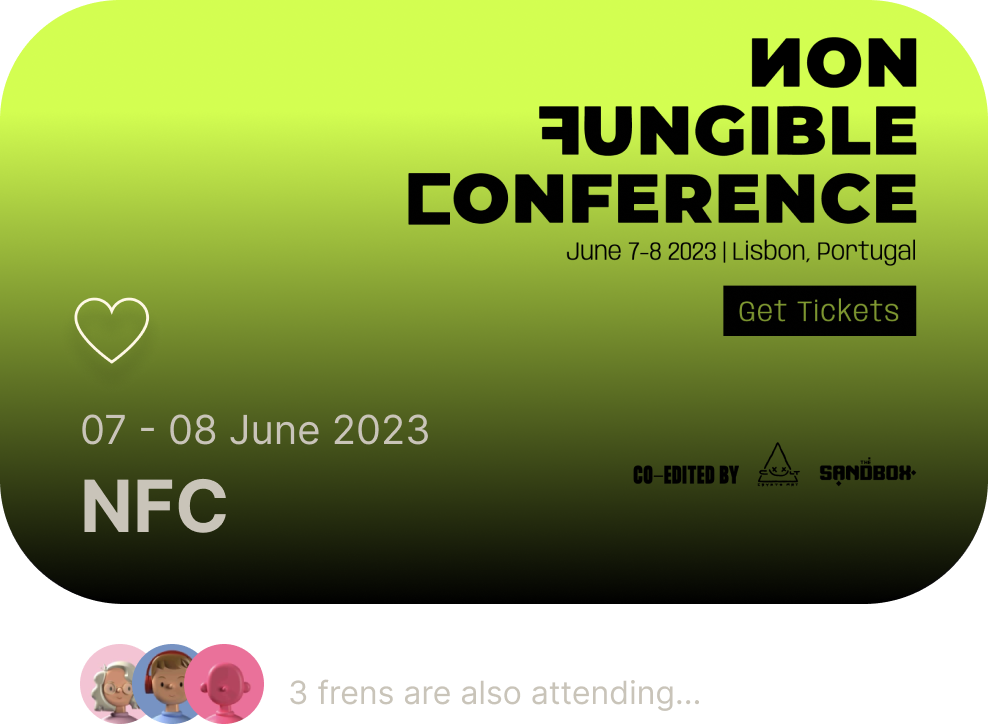 NON
FUNGIBLE
CONFERENCE
June 7-8 2023 | Lisbon, Portugal
Get Tickets
07 - 08 June 2023
NFC
CO-EDITED BY
THE
SANDBOX
3 frens are also attending...